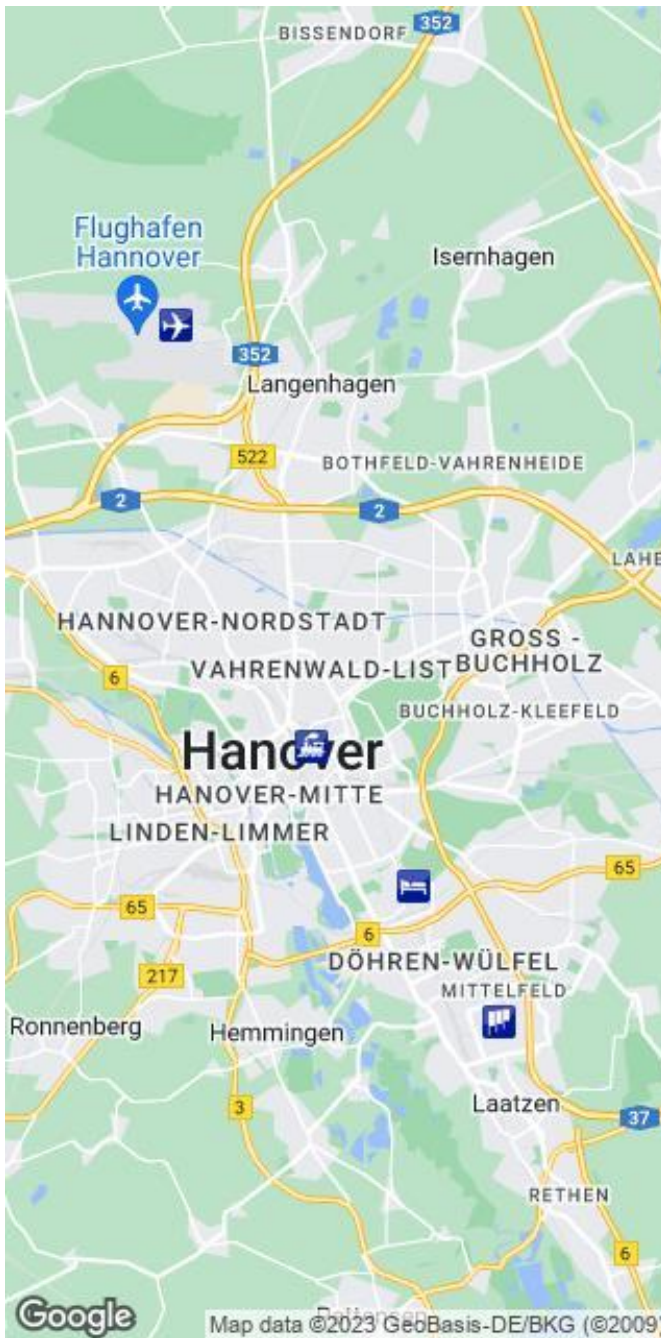 352
BISSENDORF
Flughafen
Hannover
Isernhagen
352
Langenhagen
522
BOTHFELD-VAHRENHEIDE
2
2
LAHE
HANNOVER-NORDSTADT
GROSS -
BUCHHOLZ
VAHRENWALD-LIST
6
BUCHHOLZ-KLEEFELD
Hanover
HANOVER-MITTE
LINDEN-LIMMER
65
65
6
DÖHREN-WÜLFEL
217
MITTELFELD
Ronnenberg
Hemmingen
3
Laatzen
37
RETHEN
6
Google
Map data ©2023 GeoBasis-DE/BKG (©2009